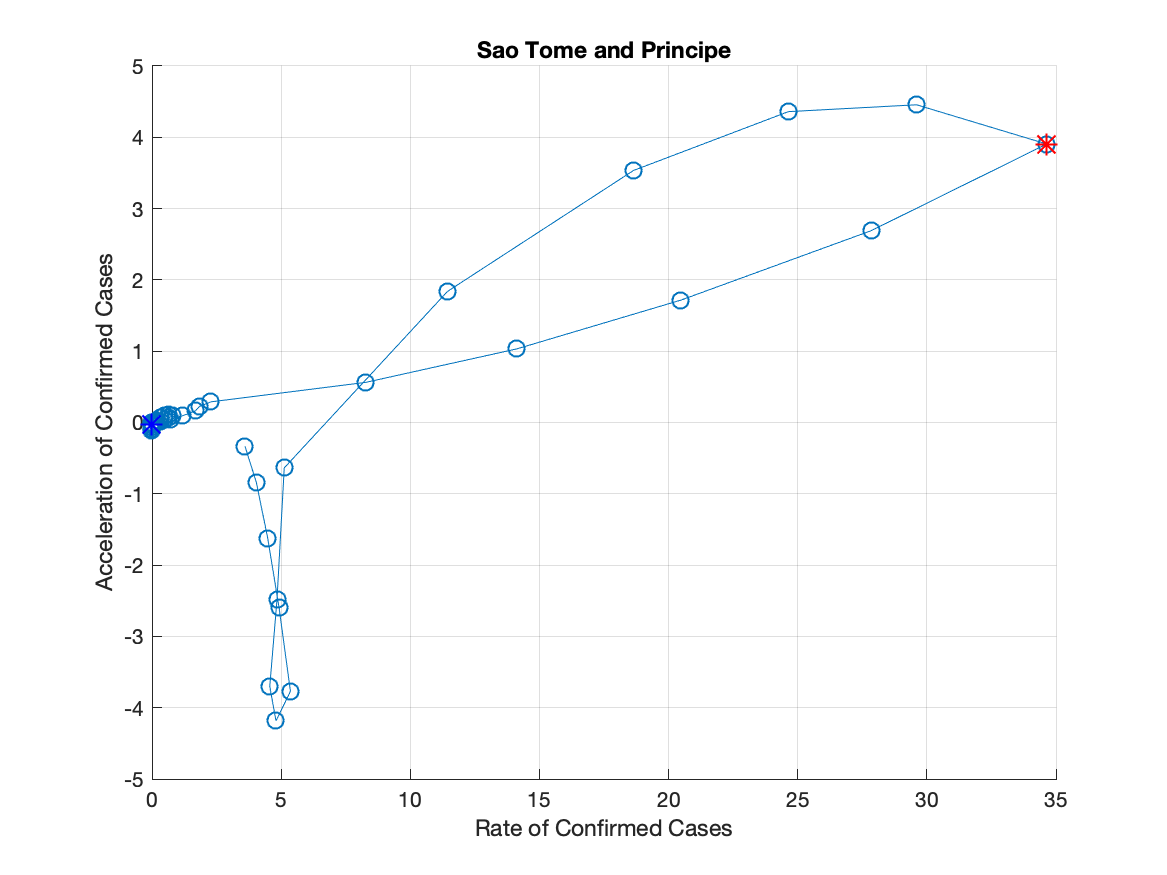 Sao Tome and Principe
5
4
3
2
1
0
-1
-2
-3
-4
-5
Acceleration of Confirmed Cases
0 5 10 15 20 25 30 35
Rate of Confirmed Cases